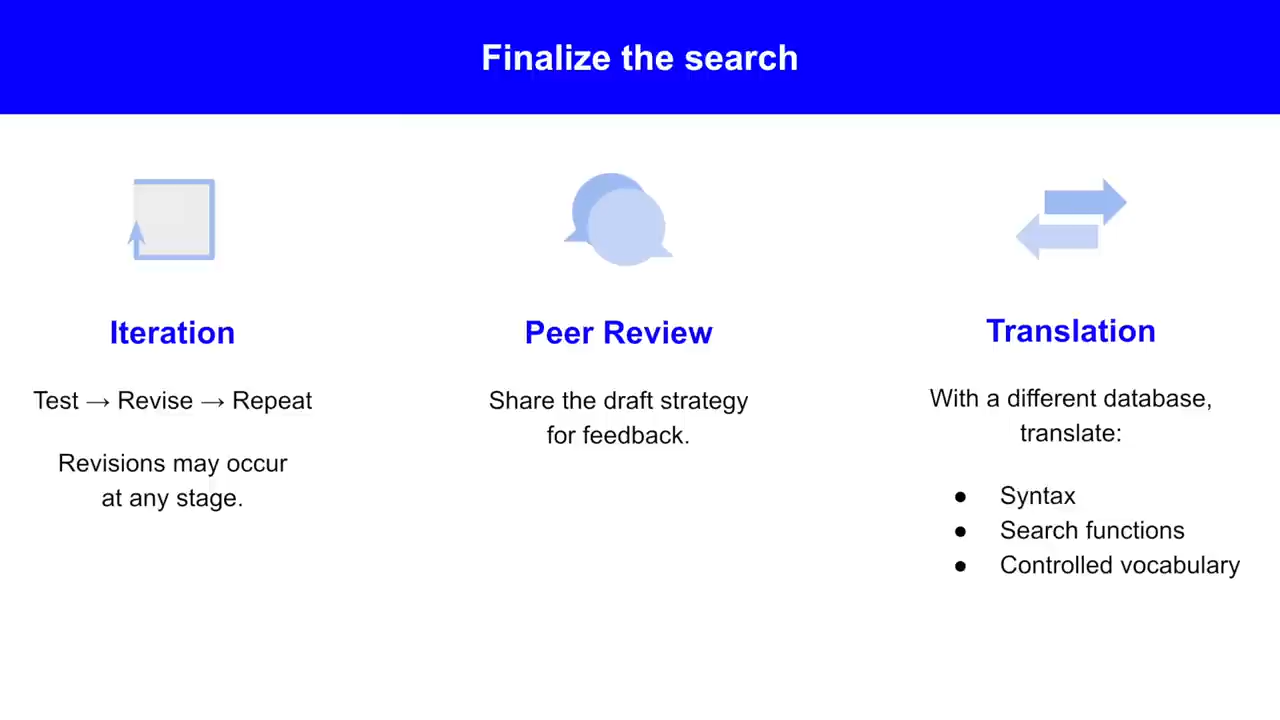 Finalize the search
Iteration
Test → Revise → Repeat
Revisions may occur
at any stage.
Peer Review
Share the draft strategy
for feedback.
Translation
With a different database,
translate:
● Syntax
● Search functions
● Controlled vocabulary